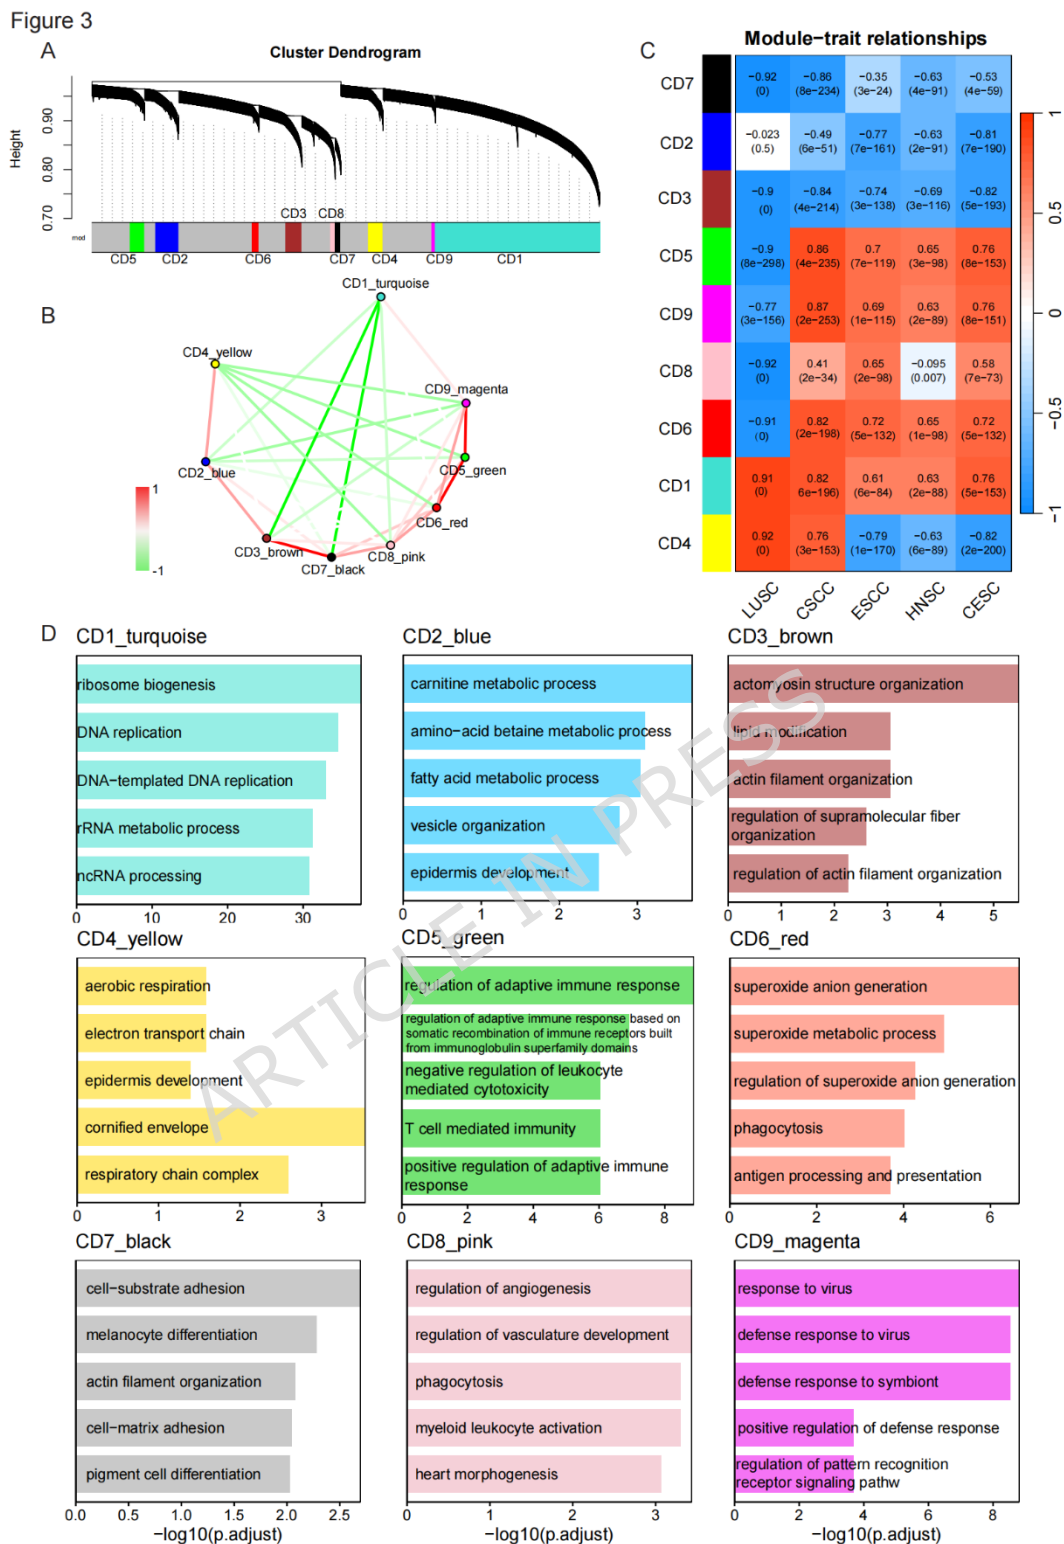 Figure 3
A
Cluster Dendrogram
Height
0.90
0.80
0.70
CD3 CD8
mod
CD5 CD2 CD6 CD7 CD4 CD9 CD1
B
CD1_turquoise
CD4_yellow
CD9_magenta
CD2_blue
CD5_green
CD6_red
CD3_brown
CD8_pink
CD7_black
1
-1
C
Module−trait relationships
CD7 −0.92 −0.86 −0.35 −0.63 −0.53
(0) (8e−234) (3e−24) (4e−91) (4e−59)
CD2 −0.023 −0.49 −0.77 −0.63 −0.81
(0.5) (6e−51) (7e−161) (2e−91) (7e−190)
CD3 −0.9 −0.84 −0.74 −0.69 −0.82
(0) (4e−214) (3e−138) (3e−116) (5e−193)
CD5 −0.9 0.86 0.7 0.65 0.76
(8e−298) (4e−235) (7e−119) (3e−98) (8e−153)
CD9 −0.77 0.87 0.69 0.63 0.76
(3e−156) (2e−253) (1e−115) (2e−89) (8e−151)
CD8 −0.92 0.41 0.65 −0.095 0.58
(0) (2e−34) (2e−98) (0.007) (7e−73)
CD6 −0.91 0.82 0.72 0.65 0.72
(0) (2e−198) (5e−132) (1e−98) (5e−132)
CD1 0.91 0.82 0.61 0.63 0.76
(0) (6e−196) (6e−84) (2e−88) (5e−153)
CD4 0.92 0.76 −0.79 −0.63 −0.82
(0) (3e−153) (1e−170) (6e−89) (2e−200)
LUSC CSCC ESCC HNSC CESC
1
0.5
0
−0.5
−1
D
CD1_turquoise
ribosome biogenesis
DNA replication
DNA−templated DNA replication
rRNA metabolic process
ncRNA processing
0 10 20 30
CD2_blue
carnitine metabolic process
amino−acid betaine metabolic process
fatty acid metabolic process
vesicle organization
epidermis development
0 1 2 3
CD3_brown
actomyosin structure organization
lipid modification
actin filament organization
regulation of supramolecular fiber
organization
regulation of actin filament organization
0 1 2 3 4 5
CD4_yellow
aerobic respiration
electron transport chain
epidermis development
cornified envelope
respiratory chain complex
0 1 2 3
CD5_green
regulation of adaptive immune response
regulation of adaptive immune response based on
somatic recombination of immune receptors built
from immunoglobulin superfamily domains
negative regulation of leukocyte
mediated cytotoxicity
T cell mediated immunity
positive regulation of adaptive immune
response
0 2 4 6 8
CD6_red
superoxide anion generation
superoxide metabolic process
regulation of superoxide anion generation
phagocytosis
antigen processing and presentation
0 2 4 6
CD7_black
cell−substrate adhesion
melanocyte differentiation
actin filament organization
cell−matrix adhesion
pigment cell differentiation
0.0 0.5 1.0 1.5 2.0 2.5
−log10(p.adjust)
CD8_pink
regulation of angiogenesis
regulation of vasculature development
phagocytosis
myeloid leukocyte activation
heart morphogenesis
0 1 2 3
−log10(p.adjust)
CD9_magenta
response to virus
defense response to virus
defense response to symbiont
positive regulation of defense response
regulation of pattern recognition
receptor signaling pathw
0 2 4 6 8
−log10(p.adjust)
ARTICLE IN PRESS